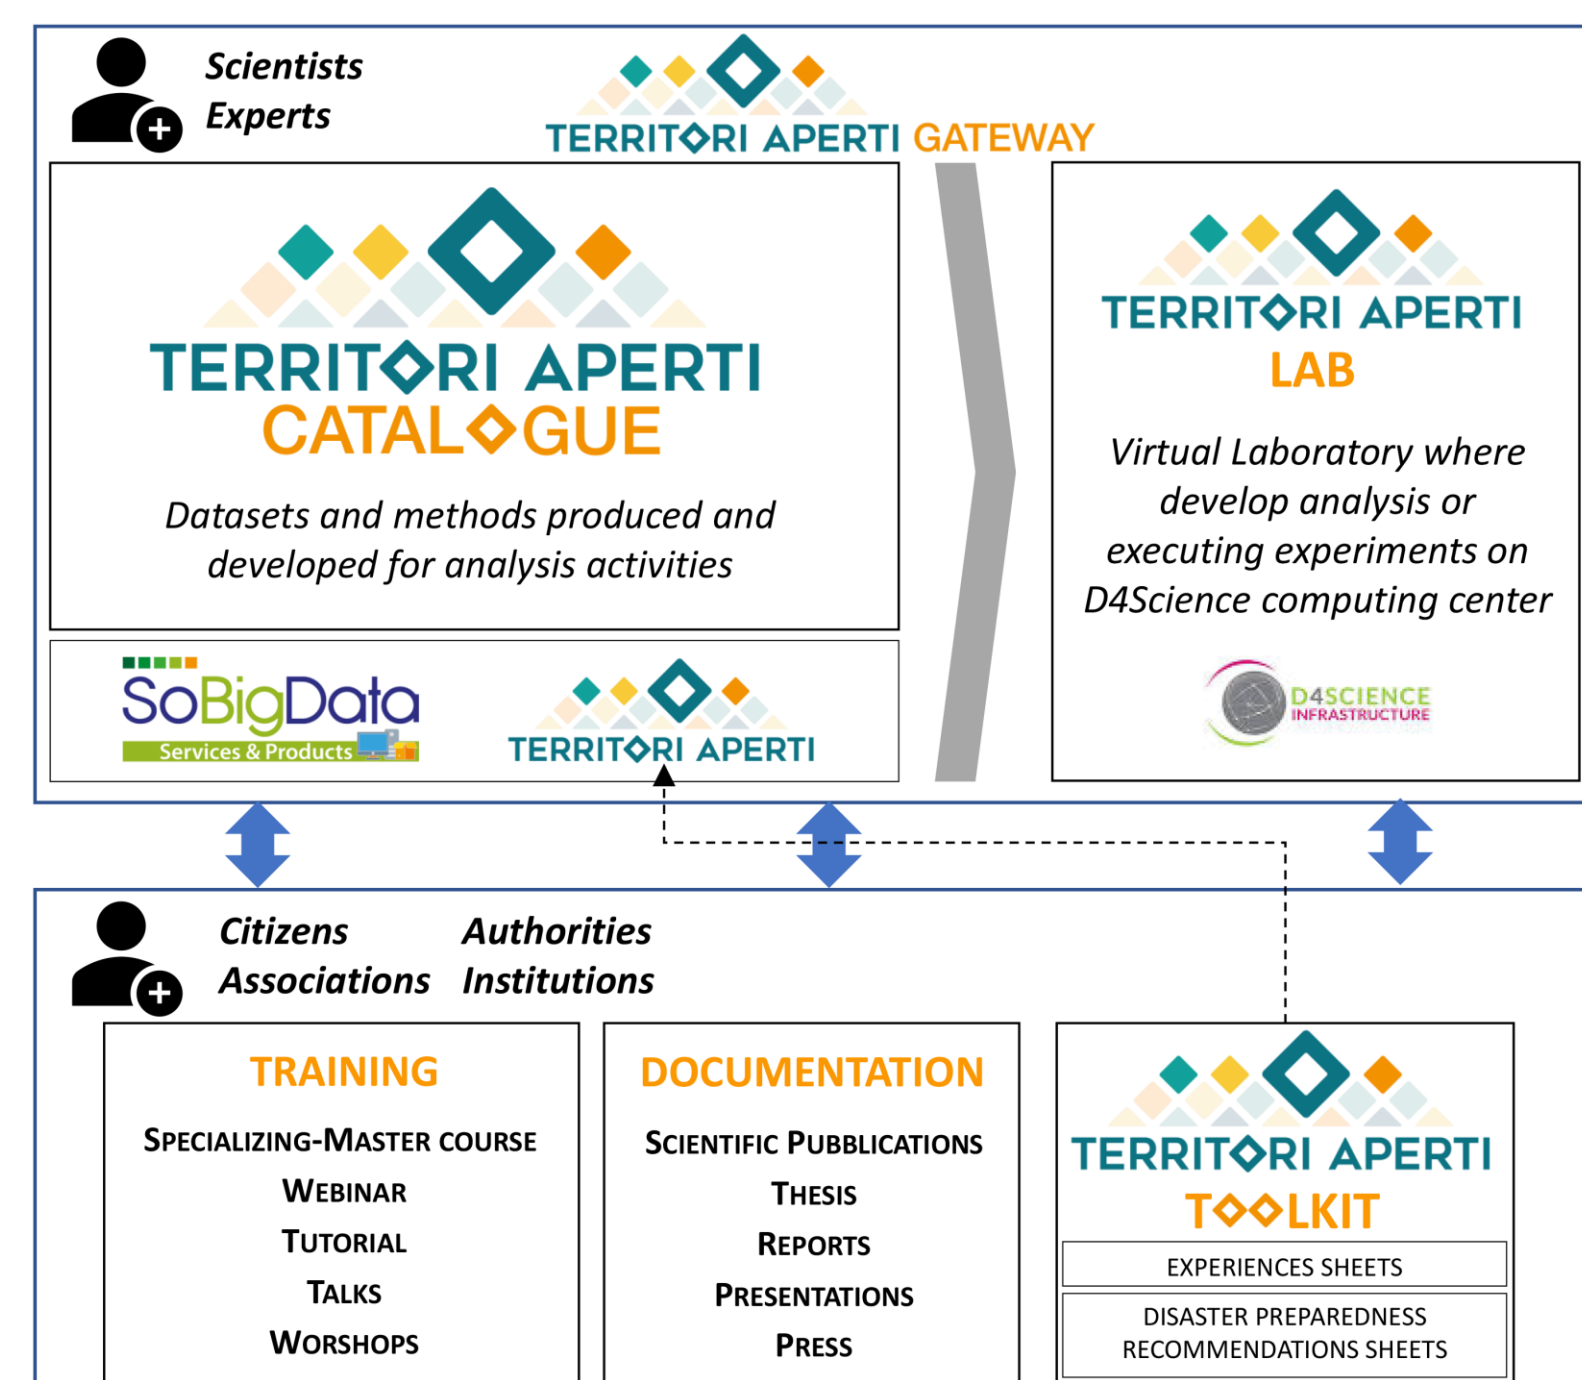 Scientists
Experts
TERRITORI APERTI GATEWAY
TERRITORI APERTI
CATALOGUE
Datasets and methods produced and
developed for analysis activities
SoBigData
Services & Products
TERRITORI APERTI
TERRITORI APERTI
LAB
Virtual Laboratory where
develop analysis or
executing experiments on
D4Science computing center
D4SCIENCE
INFRASTRUCTURE
Citizens
Associations
Authorities
Institutions
TRAINING
SPECIALIZING-MASTER COURSE
WEBINAR
TUTORIAL
TALKS
WORSHOPS
DOCUMENTATION
SCIENTIFIC PUBBLICATIONS
THESIS
REPORTS
PRESENTATIONS
PRESS
TERRITORI APERTI
TOOLKIT
EXPERIENCES SHEETS
DISASTER PREPAREDNESS
RECOMMENDATIONS SHEETS